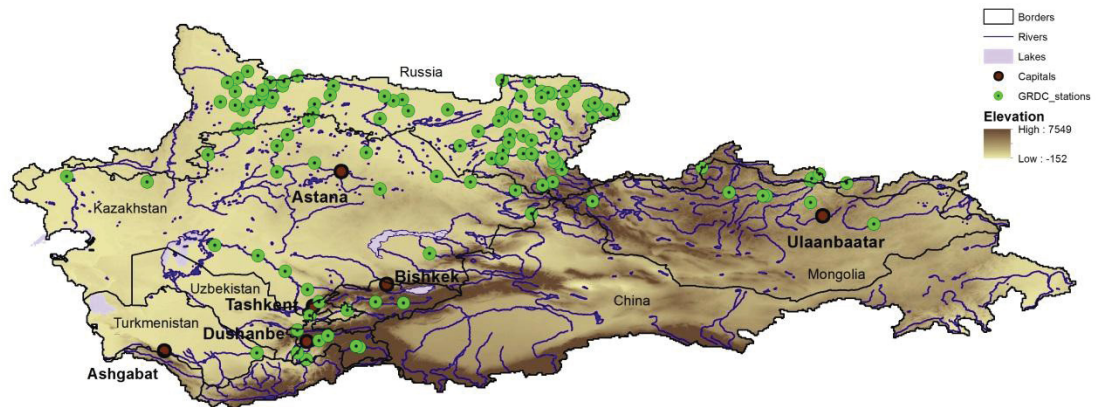 Borders
Rivers
Lakes
Capitals
GRDC_stations
Elevation
High : 7549
Low : -152
Russia
Kazakhstan
Astana
Ulaanbaatar
Mongolia
Bishkek
Uzbekistan
Tashkent
China
Turkmenistan
Dushanbe
Ashgabat